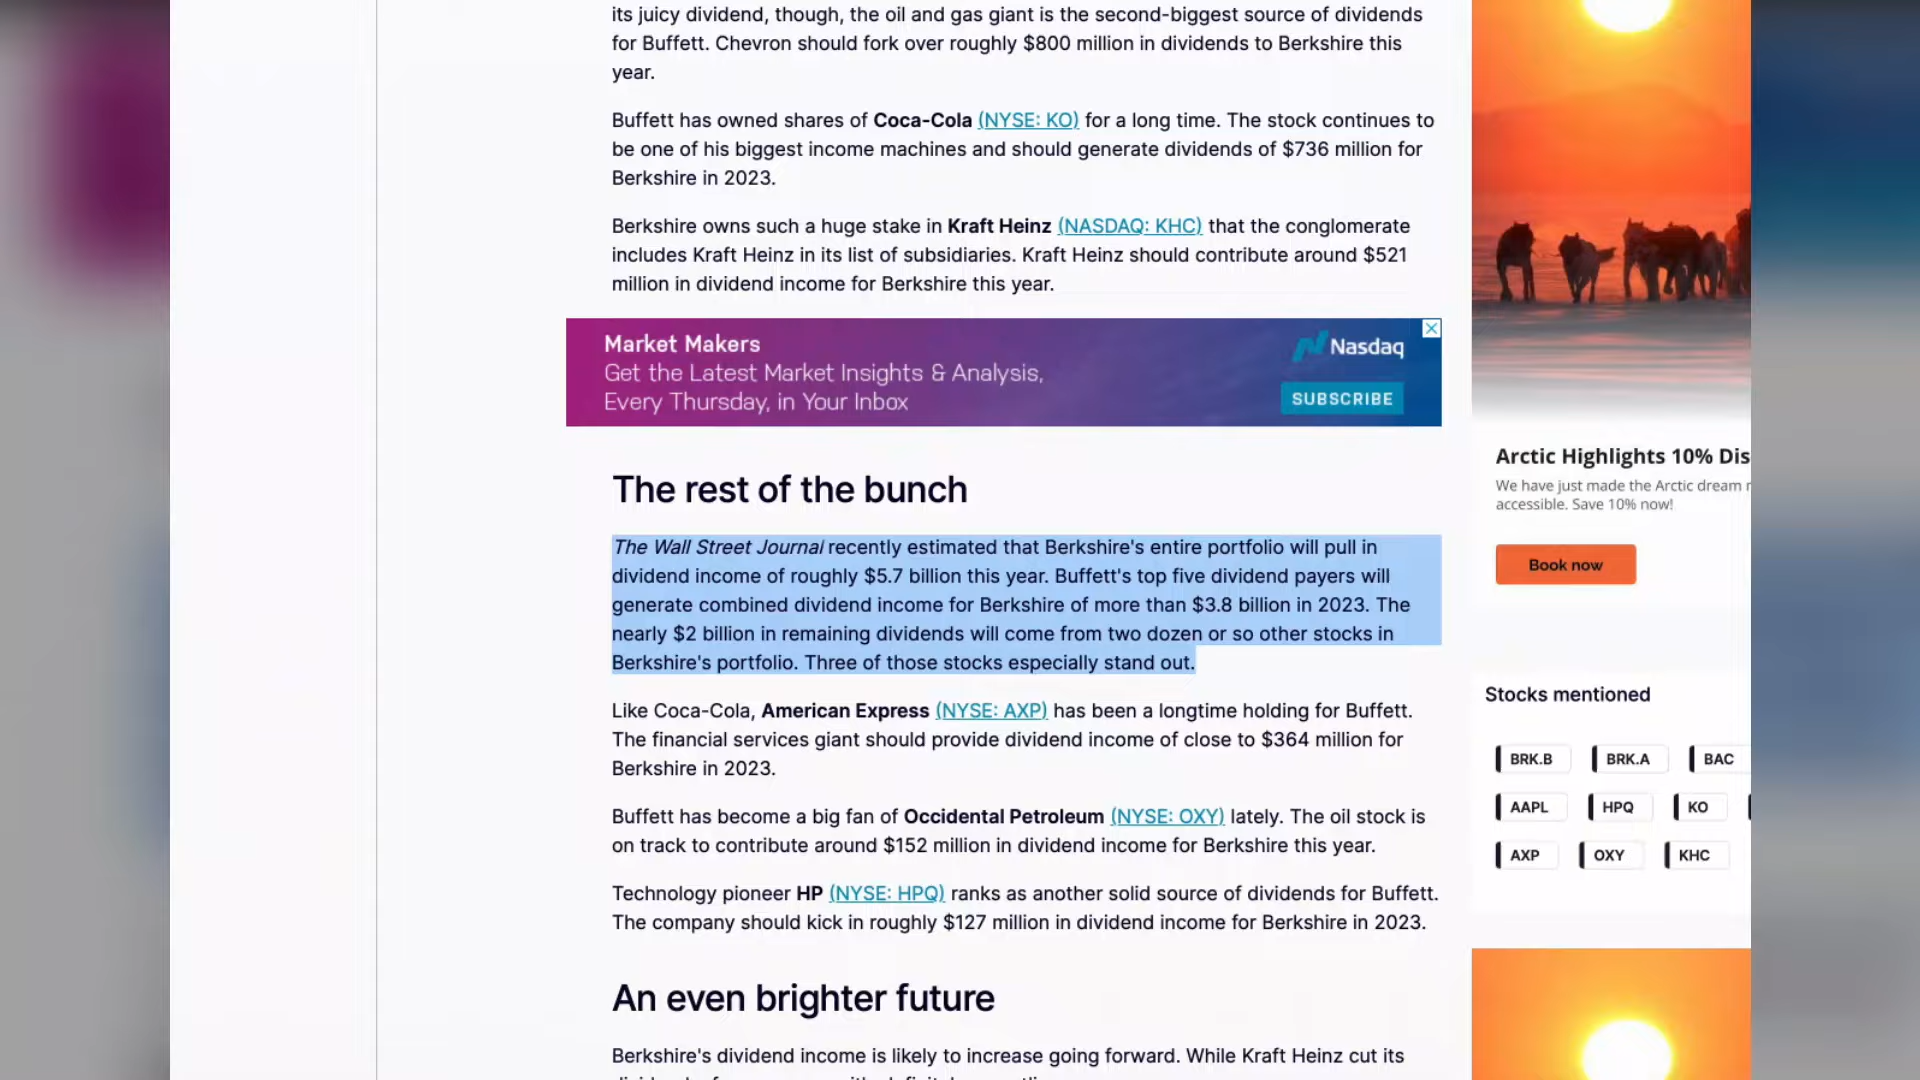 its juicy dividend, though, the oil and gas giant is the second-biggest source of dividends
for Buffett. Chevron should fork over roughly $800 million in dividends to Berkshire this
year.
Buffett has owned shares of Coca-Cola (NYSE: KO) for a long time. The stock continues to
be one of his biggest income machines and should generate dividends of $736 million for
Berkshire in 2023.
Berkshire owns such a huge stake in Kraft Heinz (NASDAQ: KHC) that the conglomerate
includes Kraft Heinz in its list of subsidiaries. Kraft Heinz should contribute around $521
million in dividend income for Berkshire this year.
Market Makers
Get the Latest Market Insights & Analysis,
Every Thursday, in Your Inbox
Nasdaq
SUBSCRIBE
The rest of the bunch
The Wall Street Journal recently estimated that Berkshire's entire portfolio will pull in
dividend income of roughly $5.7 billion this year. Buffett's top five dividend payers will
generate combined dividend income for Berkshire of more than $3.8 billion in 2023. The
nearly $2 billion in remaining dividends will come from two dozen or so other stocks in
Berkshire's portfolio. Three of those stocks especially stand out.
Like Coca-Cola, American Express (NYSE: AXP) has been a longtime holding for Buffett.
The financial services giant should provide dividend income of close to $364 million for
Berkshire in 2023.
Buffett has become a big fan of Occidental Petroleum (NYSE: OXY) lately. The oil stock is
on track to contribute around $152 million in dividend income for Berkshire this year.
Technology pioneer HP (NYSE: HPQ) ranks as another solid source of dividends for Buffett.
The company should kick in roughly $127 million in dividend income for Berkshire in 2023.
An even brighter future
Berkshire's dividend income is likely to increase going forward. While Kraft Heinz cut its
Arctic Highlights 10% Dis
We have just made the Arctic dream
accessible. Save 10% now!
Book now
Stocks mentioned
BRK.B BRK.A BAC
AAPL HPQ KO
AXP OXY KHC